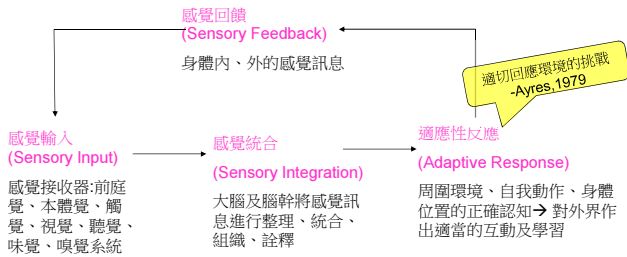 感覺回饋
(Sensory Feedback)
身體內、外的感覺訊息
適切回應環境的挑戰
-Ayres,1979
感覺輸入
(Sensory Input)
感覺接收器:前庭
覺、本體覺、觸
覺、視覺、聽覺、
味覺、嗅覺系統
感覺統合
(Sensory Integration)
大腦及腦幹將感覺訊
息進行整理、統合、
組織、詮釋
適應性反應
(Adaptive Response)
周圍環境、自我動作、身體
位置的正確認知→ 對外界作
出適當的互動及學習